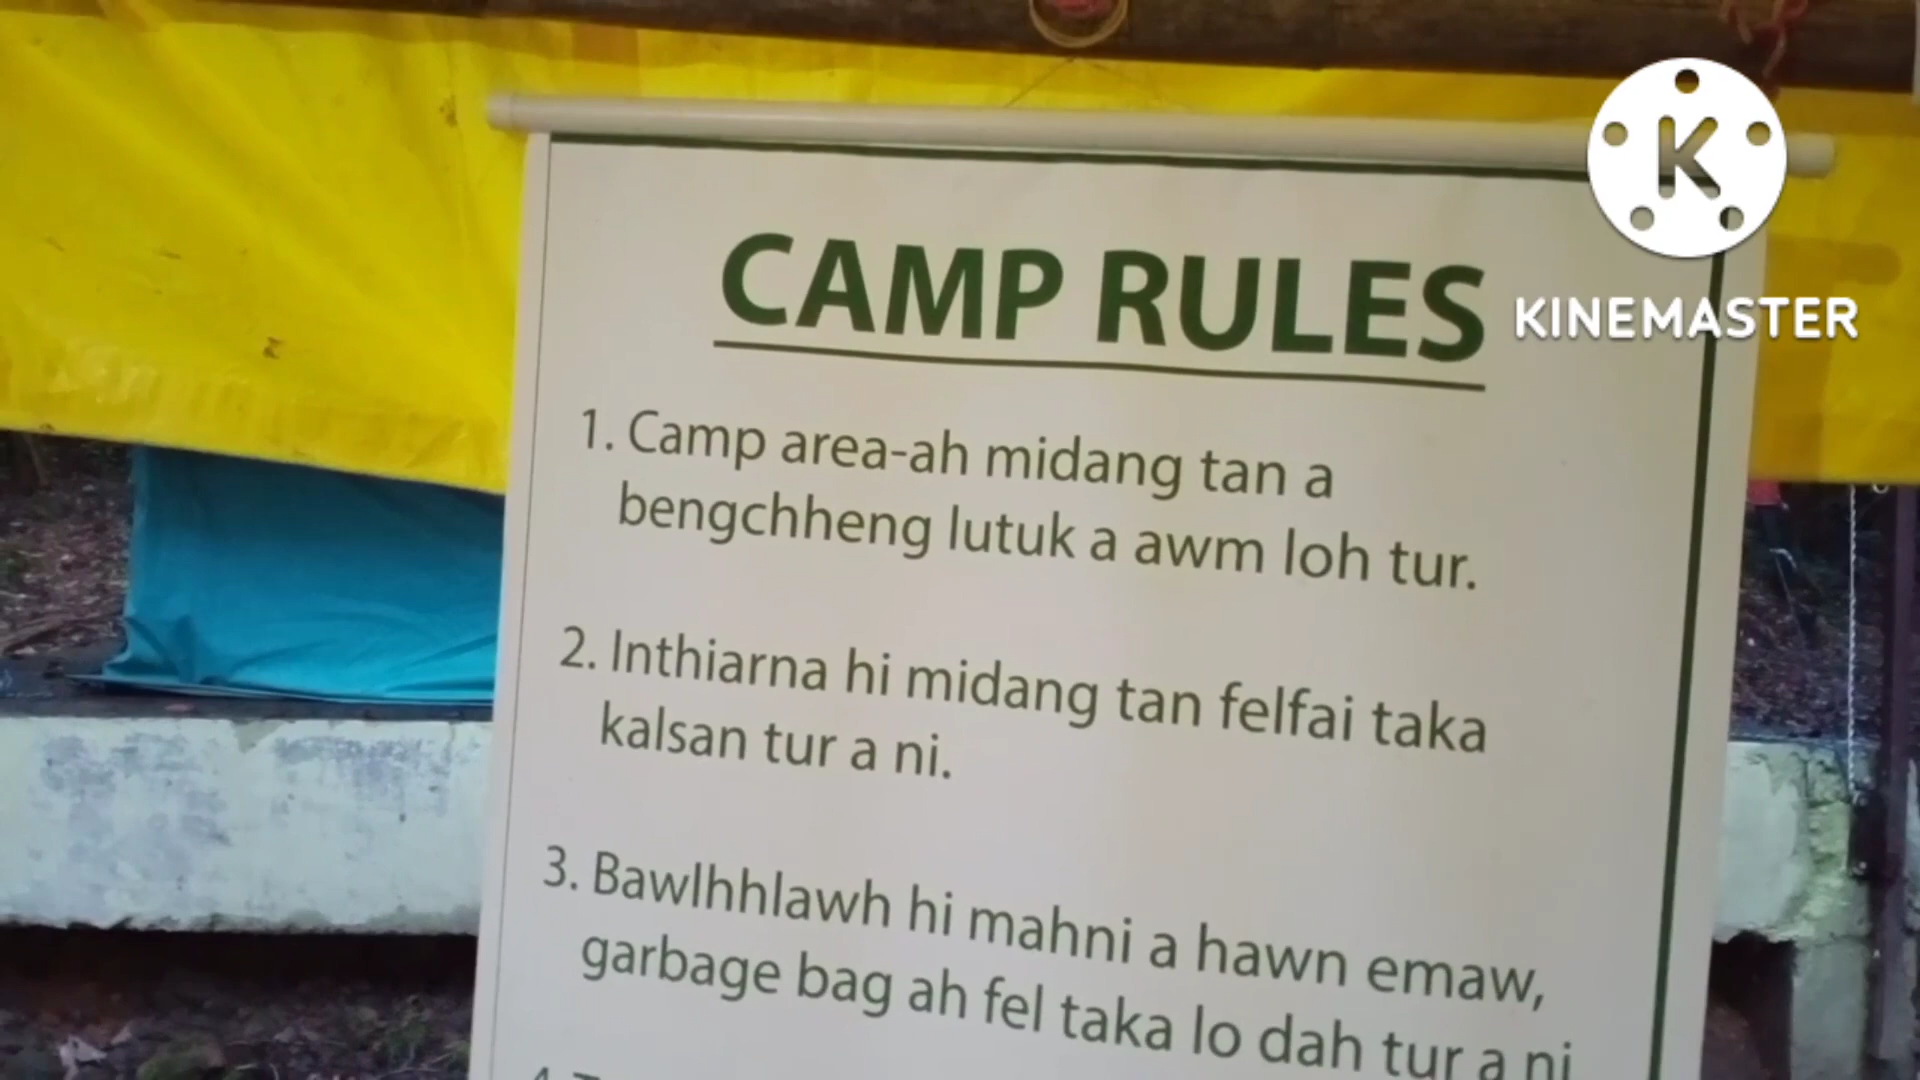 K
KINEMASTER
CAMP RULES
1. Camp area-ah midang tan a
bengchheng lutuk a awm loh tur.
2. Inthiarna hi midang tan felfai taka
kalsan tur a ni.
3. Bawlhhlawh hi mahni a hawn emaw,
garbage bag ah fel taka lo dah tur a ni